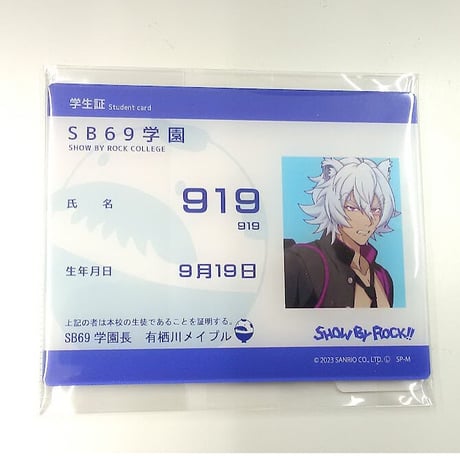 学生証 Student card
SB69学園
SHOW BY ROCK COLLEGE
氏 名 919
919
生年月日 9月19日
上記の者は本校の生徒であることを証明する。
SB69 学園長 有栖川メイプル
SHOW BY ROCK!!
© 2023 SANRIO CO., LTD. Ⓛ SP-M